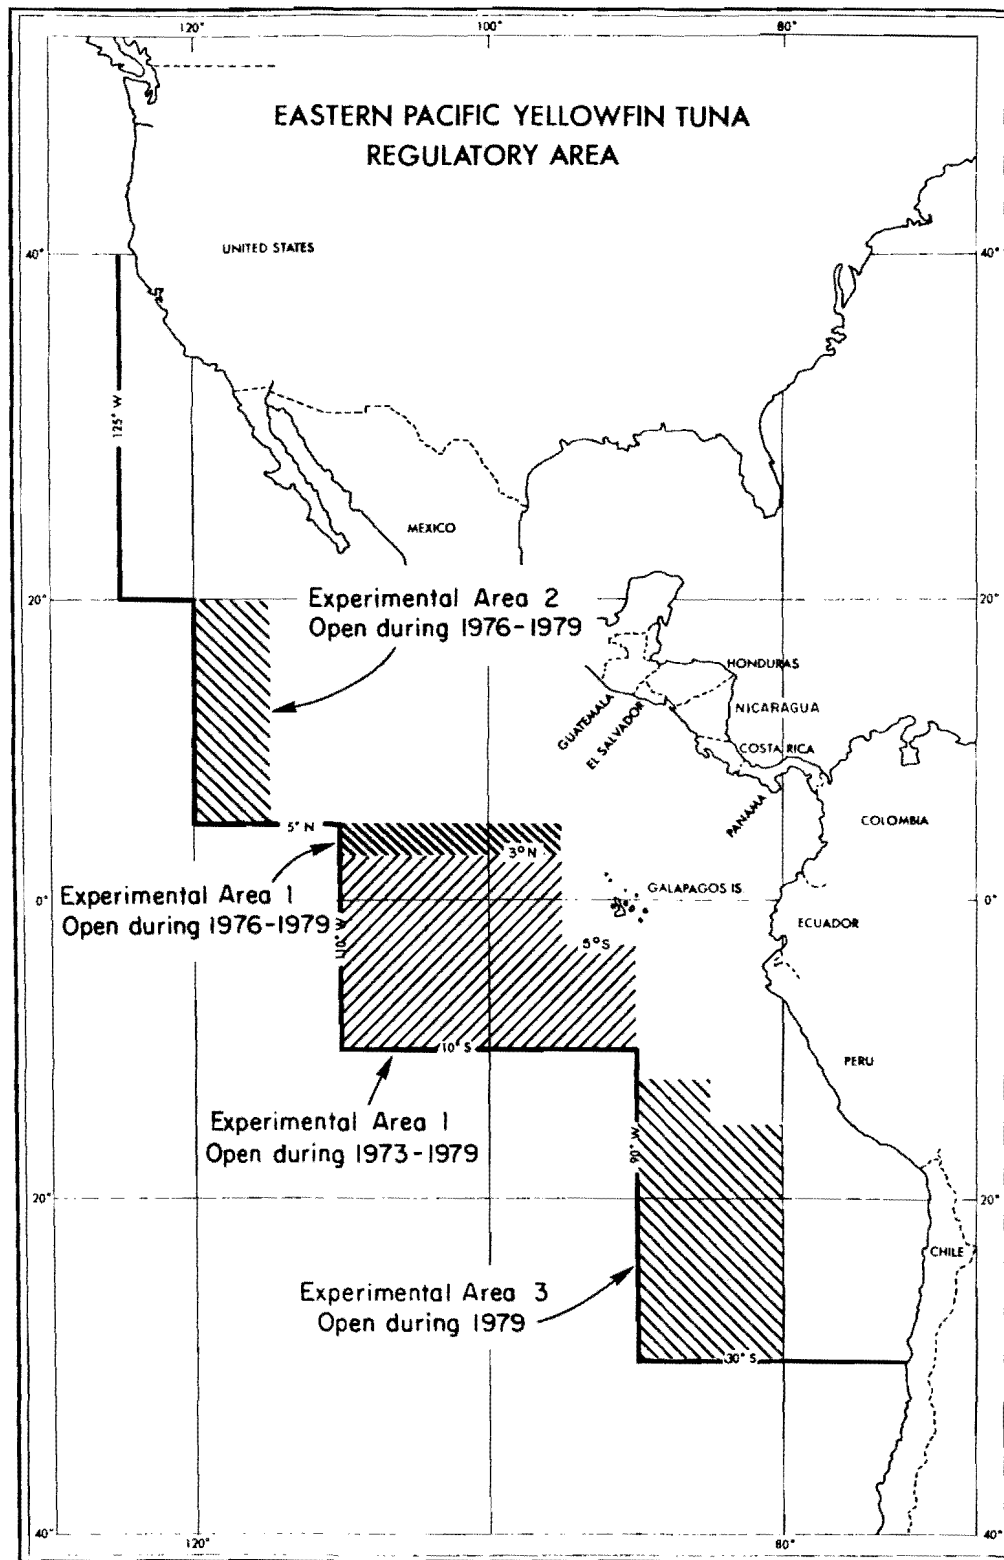 120°
100°
80°
EASTERN PACIFIC YELLOWFIN TUNA
REGULATORY AREA
UNITED STATES
40°
40°
125° W
MEXICO
Experimental Area 2
Open during 1976-1979
20°
20°
HONDURAS
GUATEMALA
EL SALVADOR
NICARAGUA
COSTA RICA
PANAMA
COLOMBIA
5° N
3°N
Experimental Area 1
Open during 1976-1979
GALAPAGOS IS.
0°
0°
110° W
ECUADOR
5°S
10° S
PERU
Experimental Area 1
Open during 1973-1979
90° W
20°
20°
CHILE
Experimental Area 3
Open during 1979
30° S
40°
120°
80°
40°